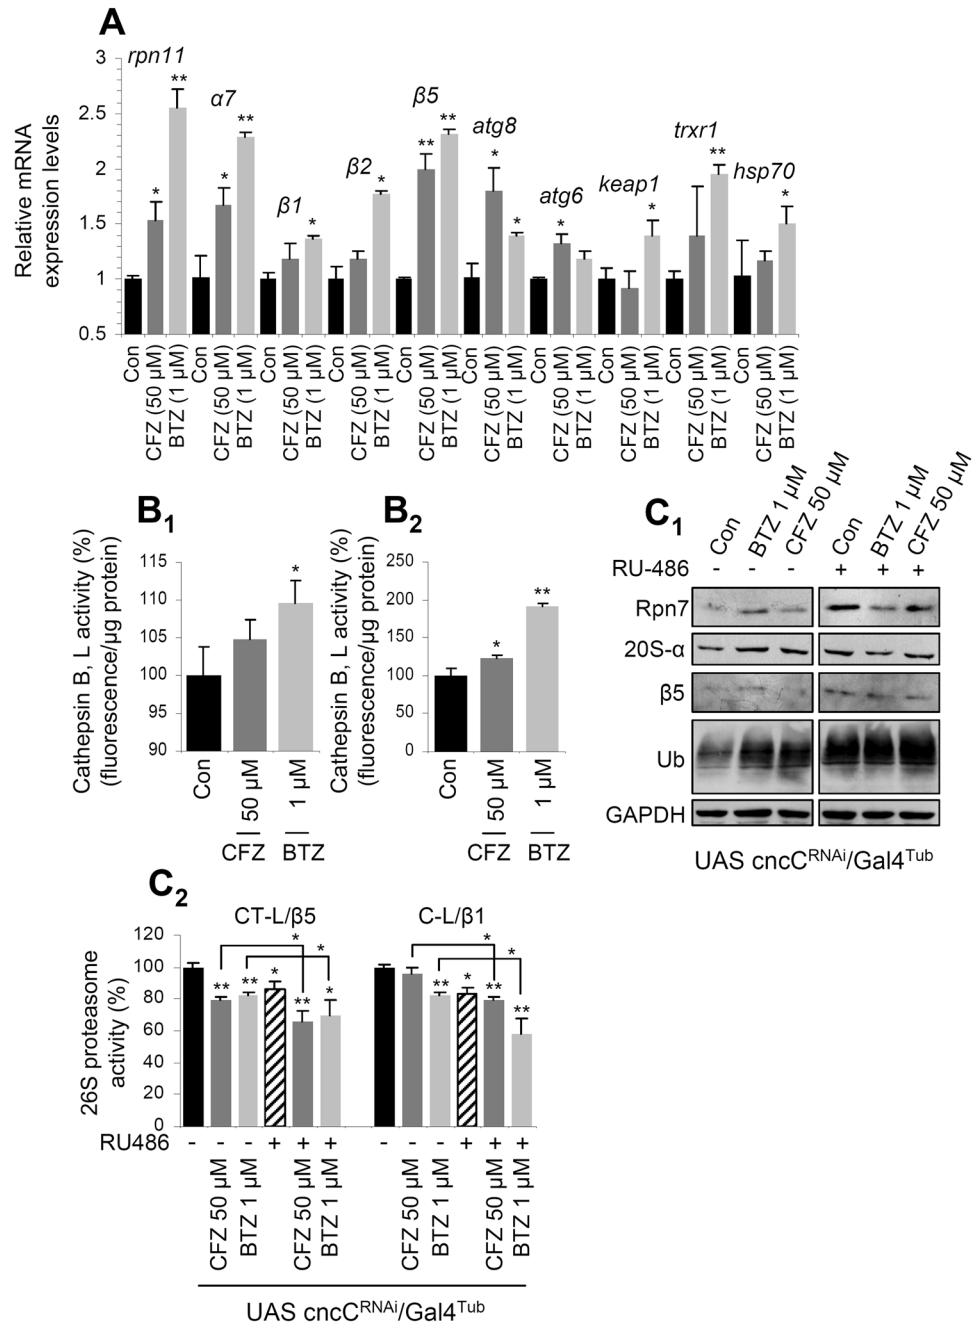 A
rpn11
α7
β1
β2
β5
atg8
atg6
keap1
trxr1
hsp70
Relative mRNA
expression levels
3
2.5
2
1.5
1
0.5
** * * ** * * * ** ** * * * * ** *
Con CFZ (50 μM) BTZ (1 μM) Con CFZ (50 μM) BTZ (1 μM) Con CFZ (50 μM) BTZ (1 μM) Con CFZ (50 μM) BTZ (1 μM) Con CFZ (50 μM) BTZ (1 μM) Con CFZ (50 μM) BTZ (1 μM) Con CFZ (50 μM) BTZ (1 μM) Con CFZ (50 μM) BTZ (1 μM) Con CFZ (50 μM) BTZ (1 μM) Con CFZ (50 μM) BTZ (1 μM)
B1
Cathepsin B, L activity (%)
(fluorescence/μg protein)
115
110
105
100
95
90
*
Con 50 μM 1 μM
CFZ BTZ
B2
Cathepsin B, L activity (%)
(fluorescence/μg protein)
250
200
150
100
50
0
* **
Con 50 μM 1 μM
CFZ BTZ
C1
Con BTZ 1 μM CFZ 50 μM Con BTZ 1 μM CFZ 50 μM
RU-486 - - - + + +
Rpn7
20S-α
β5
Ub
GAPDH
UAS cncCRNAi/Gal4Tub
C2
CT-L/β5 C-L/β1
26S proteasome
activity (%)
120
100
80
60
40
20
0
* * ** ** * ** *
* * ** * ** **
RU486 - - - + + + - - - + + +
CFZ 50 μM BTZ 1 μM CFZ 50 μM BTZ 1 μM CFZ 50 μM BTZ 1 μM CFZ 50 μM BTZ 1 μM
UAS cncCRNAi/Gal4Tub